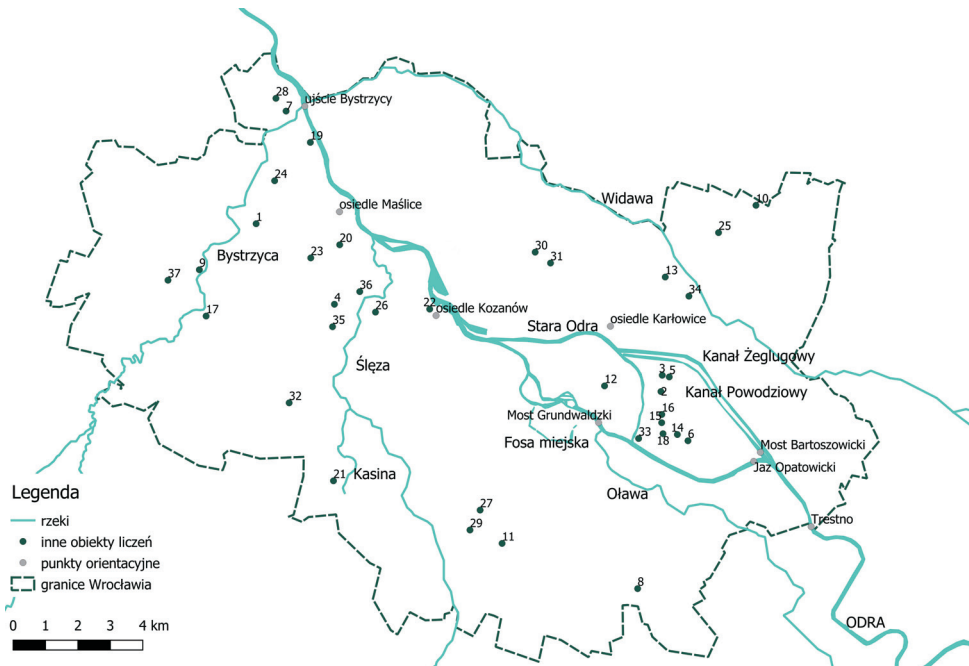 28
7
ujście Bystrzycy
19
24
Widawa
10
osiedle Maślice
1
25
20
30
Bystrzyca
23
31
9
37
13
36
34
4
22
26
17
osiedle Kozanów
35
osiedle Karłowice
Stara Odra
Kanał Żeglugowy
Ślęza
3
5
12
2
Kanał Powodziowy
32
16
Most Grunwaldzki
15
Fosa miejska
33
18
14
6
Most Bartoszowicki
Jaz Opatowicki
21
Kasina
Legenda
Oława
27
rzeki
Trestno
29
inne obiekty liczeń
11
punkty orientacyjne
granice Wrocławia
8
0 1 2 3 4 km
ODRA